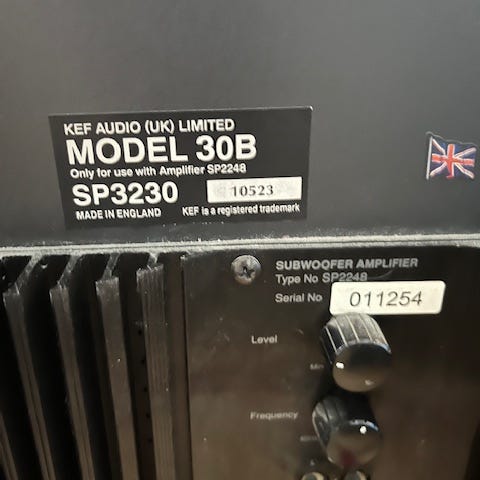 KEF AUDIO (UK) LIMITED
MODEL 30B
Only for use with Amplifier SP2248
SP3230 10523
MADE IN ENGLAND KEF is a registered trademark
SUBWOOFER AMPLIFIER
Type No SP2248
Serial No 011254
Level
Min
Frequency